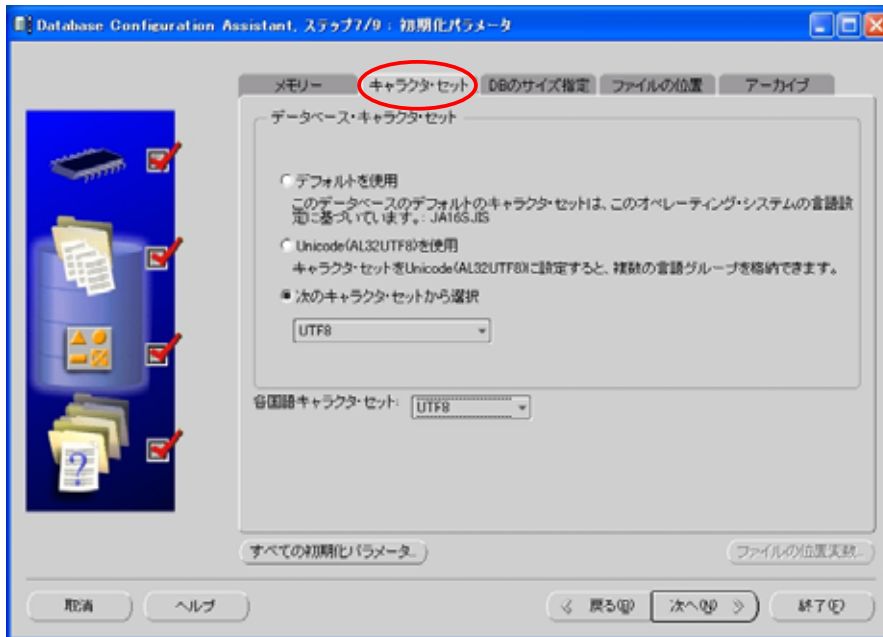 Database Configuration Assistant, ステップ7/9 : 初期化パラメータ
メモリー キャラクタ・セット DBのサイズ指定 ファイルの位置 アーカイブ
データベース・キャラクタ・セット
デフォルトを使用
このデータベースのデフォルトのキャラクタ・セットは、このオペレーティング・システムの言語設
定に基づいています。: JA16SJIS
Unicode(AL32UTF8)を使用
キャラクタ・セットをUnicode(AL32UTF8)に設定すると、複数の言語グループを格納できます。
次のキャラクタ・セットから選択
UTF8
各国語キャラクタ・セット: UTF8
すべての初期化パラメータ... ファイルの位置変数...
取消 ヘルプ 戻る(B) 次へ(N) 終了(F)